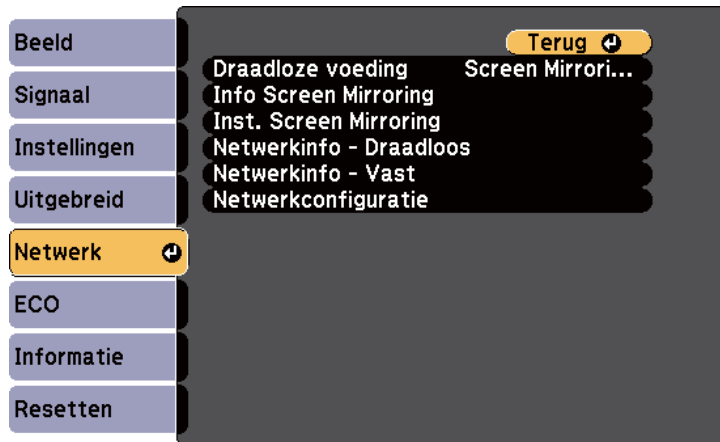 Beeld
Signaal
Instellingen
Uitgebreid
Netwerk
ECO
Informatie
Resetten
Terug
Draadloze voeding Screen Mirrori...
Info Screen Mirroring
Inst. Screen Mirroring
Netwerkinfo - Draadloos
Netwerkinfo - Vast
Netwerkconfiguratie